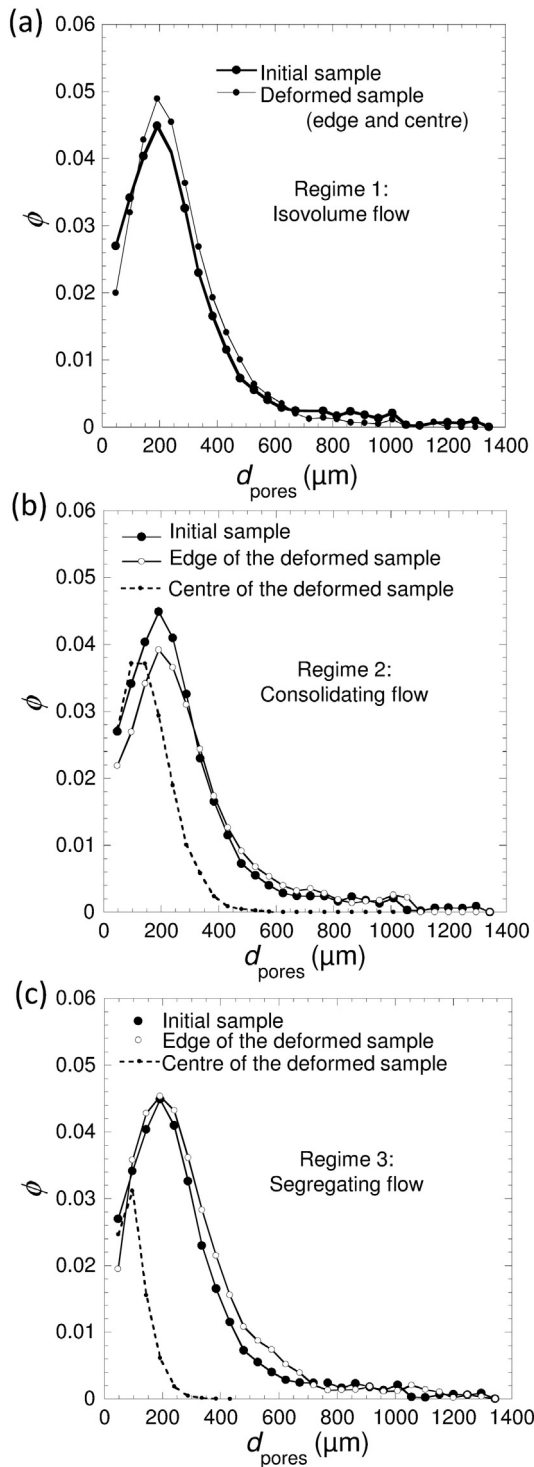 (a)
0.06
0.05
0.04
0.03
0.02
0.01
0
ϕ
Initial sample
Deformed sample
(edge and centre)
Regime 1:
Isovolume flow
0 200 400 600 800 1000 1200 1400
d_pores (µm)
(b)
0.06
0.05
0.04
0.03
0.02
0.01
0
ϕ
Initial sample
Edge of the deformed sample
Centre of the deformed sample
Regime 2:
Consolidating flow
0 200 400 600 800 1000 1200 1400
d_pores (µm)
(c)
0.06
0.05
0.04
0.03
0.02
0.01
0
ϕ
Initial sample
Edge of the deformed sample
Centre of the deformed sample
Regime 3:
Segregating flow
0 200 400 600 800 1000 1200 1400
d_pores (µm)